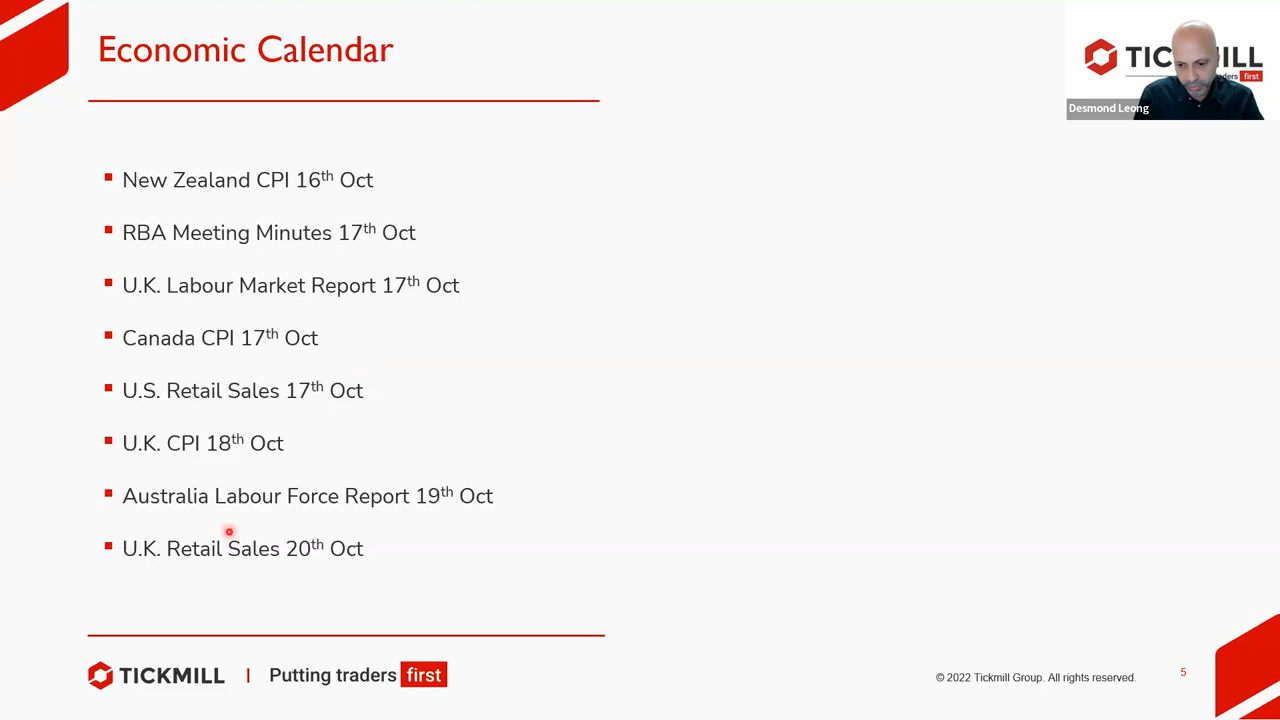 Economic Calendar
TICKMILL
traders first
Desmond Leong
New Zealand CPI 16th Oct
RBA Meeting Minutes 17th Oct
U.K. Labour Market Report 17th Oct
Canada CPI 17th Oct
U.S. Retail Sales 17th Oct
U.K. CPI 18th Oct
Australia Labour Force Report 19th Oct
U.K. Retail Sales 20th Oct
TICKMILL | Putting traders first
© 2022 Tickmill Group. All rights reserved.
5